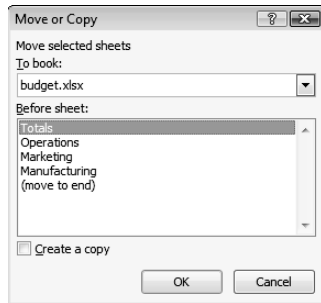 Move or Copy
Move selected sheets
To book:
budget.xlsx
Before sheet:
Totals
Operations
Marketing
Manufacturing
(move to end)
Create a copy
OK Cancel